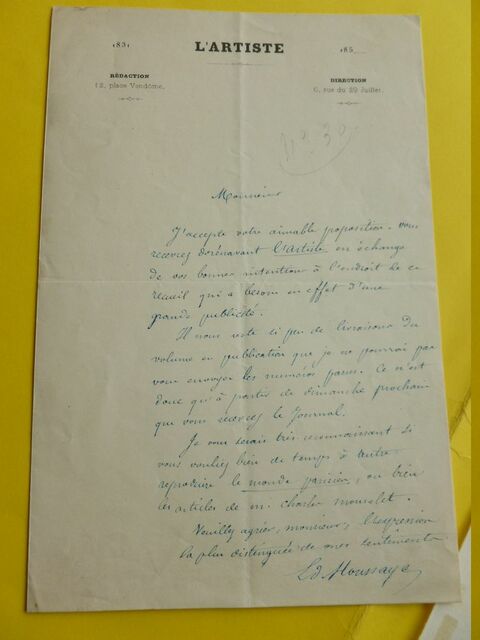 1831
L'ARTISTE
185
RÉDACTION
12, place Vendôme.
DIRECTION
6, rue du 29 Juillet.
no 30
Monsieur
J'accepte votre aimable proposition. vous
recevrez dorénavant l'artiste en échange
de vos bonnes intentions à l'endroit de ce
recueil qui a besoin en effet d'une
grande publicité.
Il nous reste si peu de livraisons du
volume en publication que je ne pourrai pas
vous envoyer les numéros parus. Ce n'est
donc qu'à partir de dimanche prochain
que vous recevrez le Journal.
Je vous serais très reconnaissant si
vous vouliez bien de temps à autre
reproduire le monde parisien, ou bien
les articles de m. charles monselet.
Veuillez agréer, monsieur, l'expression
la plus distinguée de mes sentiments
Ed Houssaye